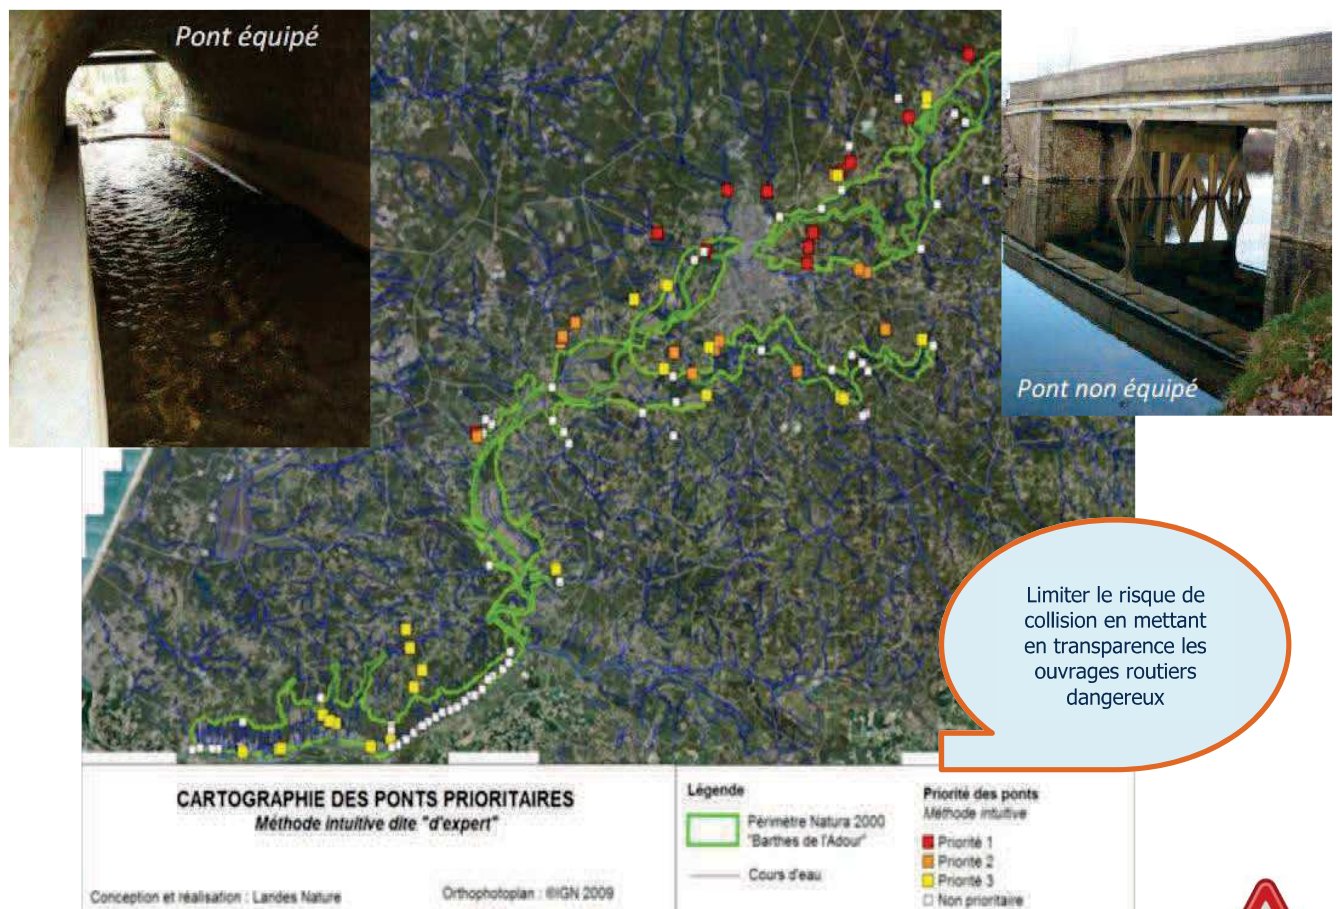 Pont équipé
Pont non équipé
Limiter le risque de
collision en mettant
en transparence les
ouvrages routiers
dangereux
CARTOGRAPHIE DES PONTS PRIORITAIRES
Méthode intuitive dite "d'expert"
Conception et réalisation : Landes Nature
Orthophotoplan : ©IGN 2009
Légende
Périmètre Natura 2000
"Barthes de l'Adour"
Cours d'eau
Priorité des ponts
Méthode intuitive
Priorité 1
Priorité 2
Priorité 3
Non prioritaire